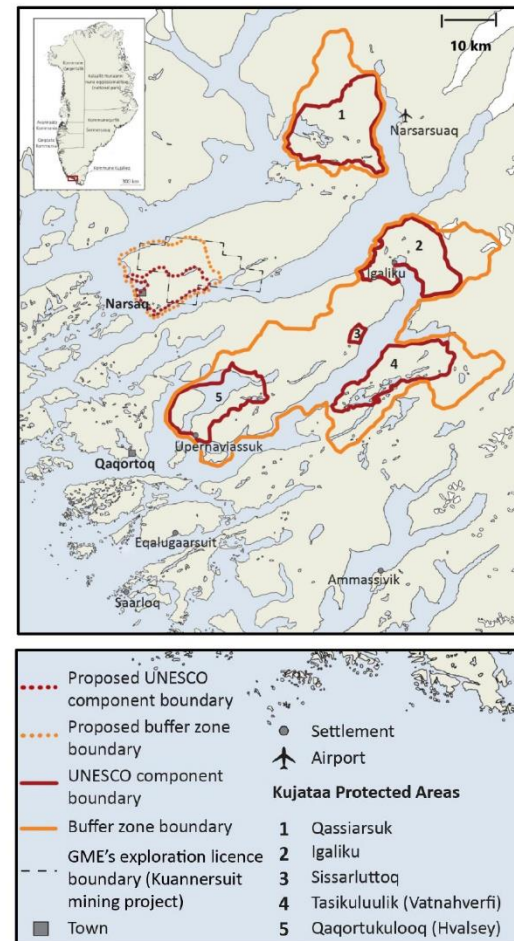 10 km
1
Narsarsuaq
2
Igaliku
Narsaq
3
4
5
Upernaviassuk
Qaqortoq
Eqalugaarsuit
Ammassivik
Saarloq
Proposed UNESCO
component boundary
Proposed buffer zone
boundary
UNESCO component
boundary
Buffer zone boundary
GME's exploration licence
boundary (Kuannersuit
mining project)
Town
Settlement
Airport
Kujataa Protected Areas
1 Qassiarsuk
2 Igaliku
3 Sissarluttoq
4 Tasikuluulik (Vatnahverfi)
5 Qaqortukulooq (Hvalsey)